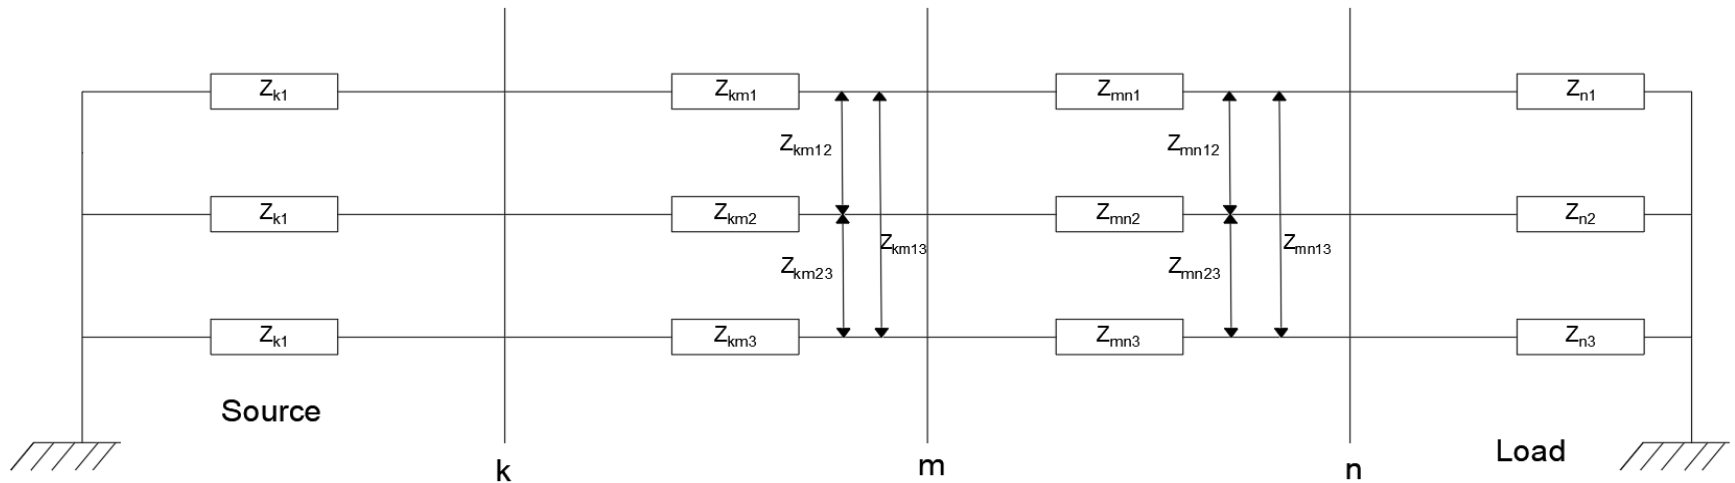 Zk1 Zkm1 Zmn1 Zn1
Zkm12 Zmn12
Zk1 Zkm2 Zmn2 Zn2
Zkm13 Zmn13
Zkm23 Zmn23
Zk1 Zkm3 Zmn3 Zn3
Source
Load
k m n